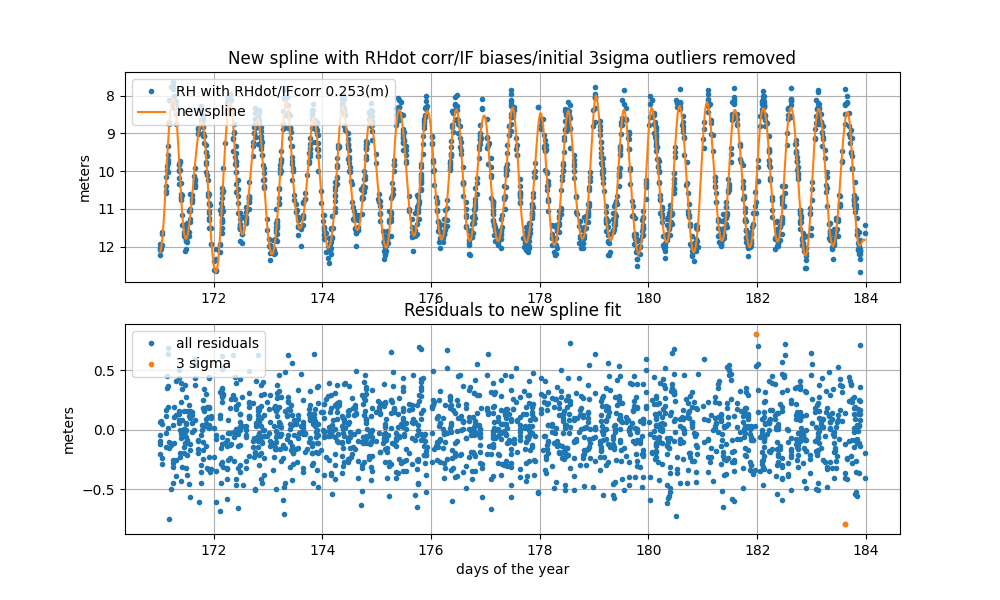 New spline with RHdot corr/IF biases/initial 3sigma outliers removed
RH with RHdot/IFcorr 0.253(m)
newspline
meters
8
9
10
11
12
172 174 176 178 180 182 184
Residuals to new spline fit
all residuals
3 sigma
meters
0.5
0.0
−0.5
172 174 176 178 180 182 184
days of the year